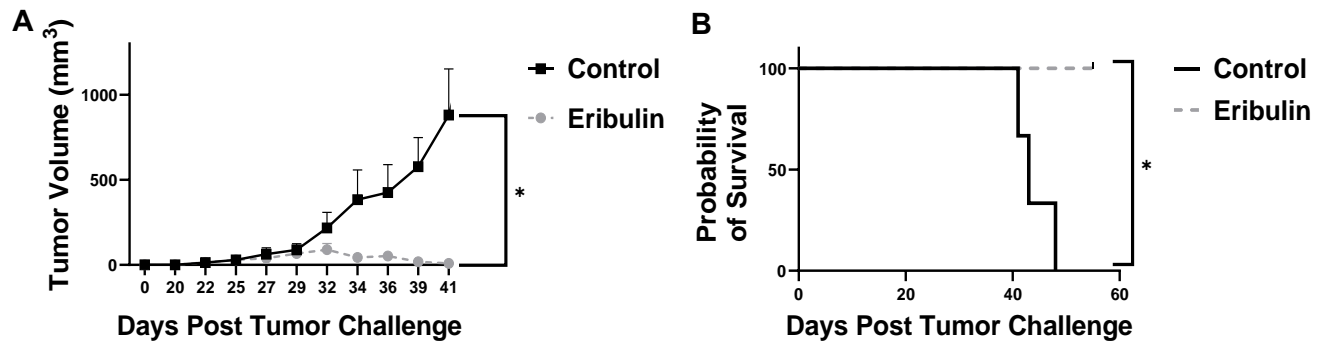 A
Tumor Volume (mm³)
1000
500
0
0 20 22 25 27 29 32 34 36 39 41
Days Post Tumor Challenge
Control
Eribulin
*
B
Probability
of Survival
100
50
0
0 20 40 60
Days Post Tumor Challenge
Control
Eribulin
*